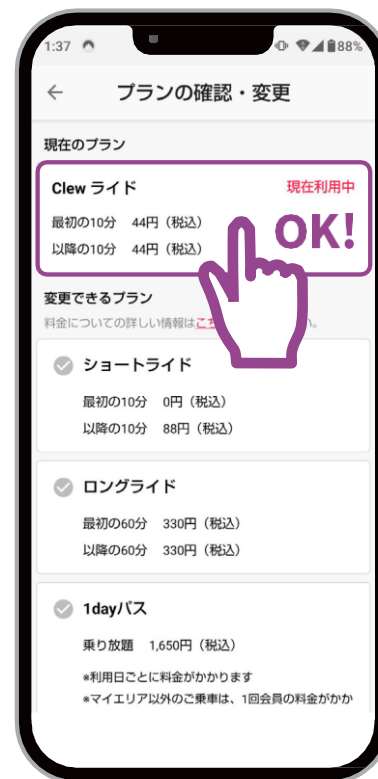 1:37
88%
プランの確認・変更
現在のプラン
Clew ライド
現在利用中
最初の10分 44円（税込）
以降の10分 44円（税込）
OK!
変更できるプラン
料金についての詳しい情報はこち
い。
ショートライド
最初の10分 0円（税込）
以降の10分 88円（税込）
ロングライド
最初の60分 330円（税込）
以降の60分 330円（税込）
1dayパス
乗り放題 1,650円（税込）
※利用日ごとに料金がかかります
※マイエリア以外のご乗車は、1回会員の料金がかか